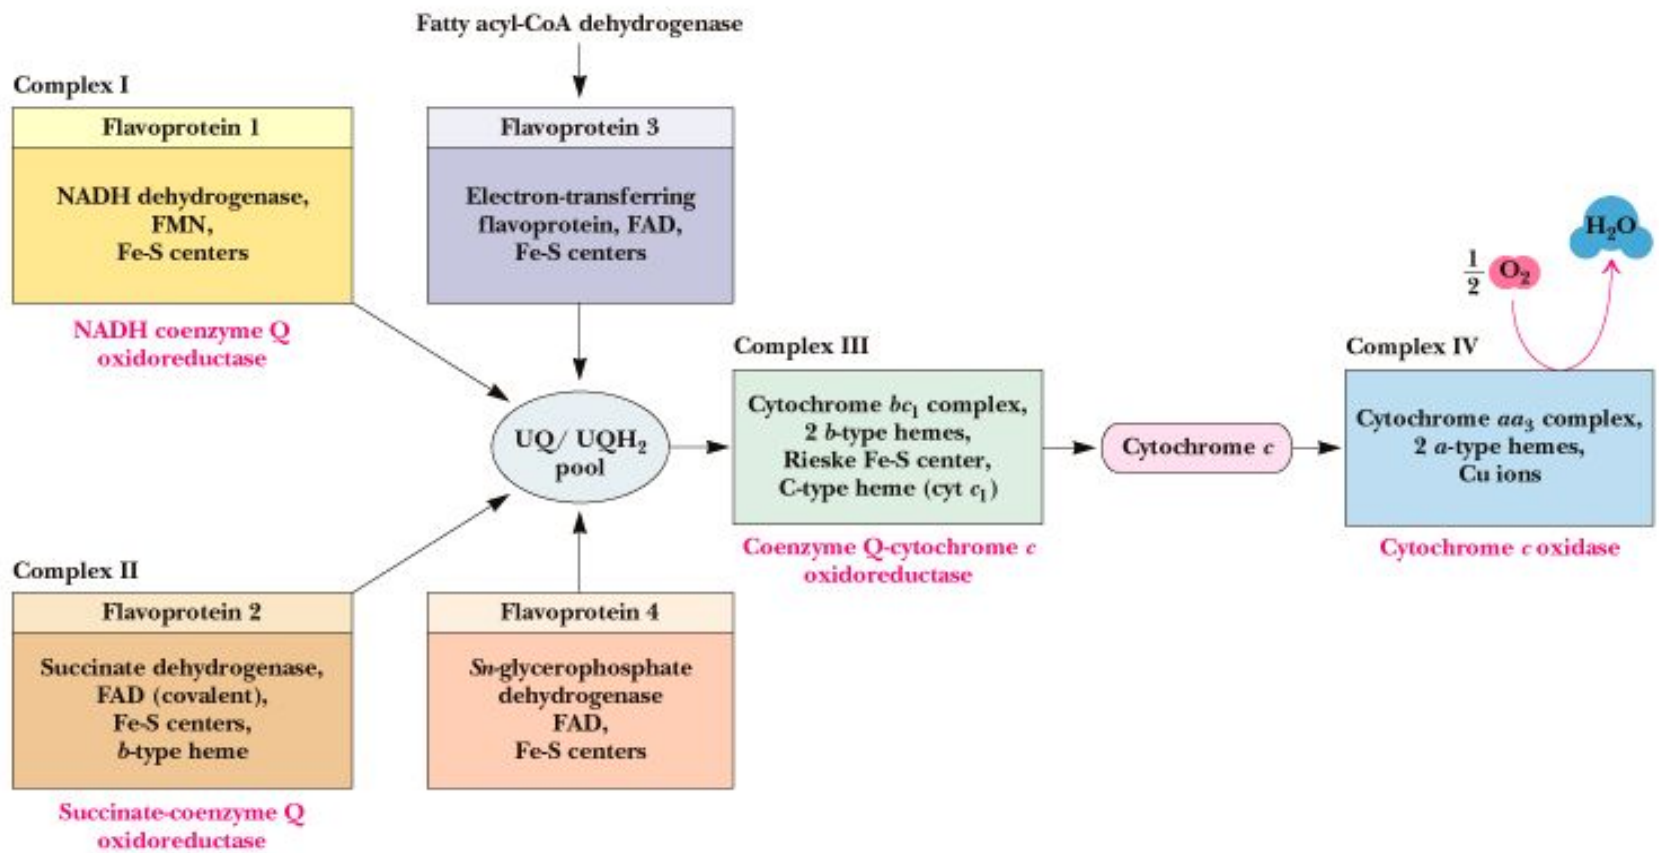 Fatty acyl-CoA dehydrogenase
Complex I
Flavoprotein 1
NADH dehydrogenase,
FMN,
Fe-S centers
NADH coenzyme Q
oxidoreductase
Flavoprotein 3
Electron-transferring
flavoprotein, FAD,
Fe-S centers
UQ/ UQH₂
pool
Complex II
Flavoprotein 2
Succinate dehydrogenase,
FAD (covalent),
Fe-S centers,
b-type heme
Succinate-coenzyme Q
oxidoreductase
Flavoprotein 4
Sn-glycerophosphate
dehydrogenase
FAD,
Fe-S centers
Complex III
Cytochrome bc₁ complex,
2 b-type hemes,
Rieske Fe-S center,
C-type heme (cyt c₁)
Coenzyme Q-cytochrome c
oxidoreductase
Cytochrome c
Complex IV
Cytochrome aa₃ complex,
2 a-type hemes,
Cu ions
Cytochrome c oxidase
1/2 O₂
H₂O